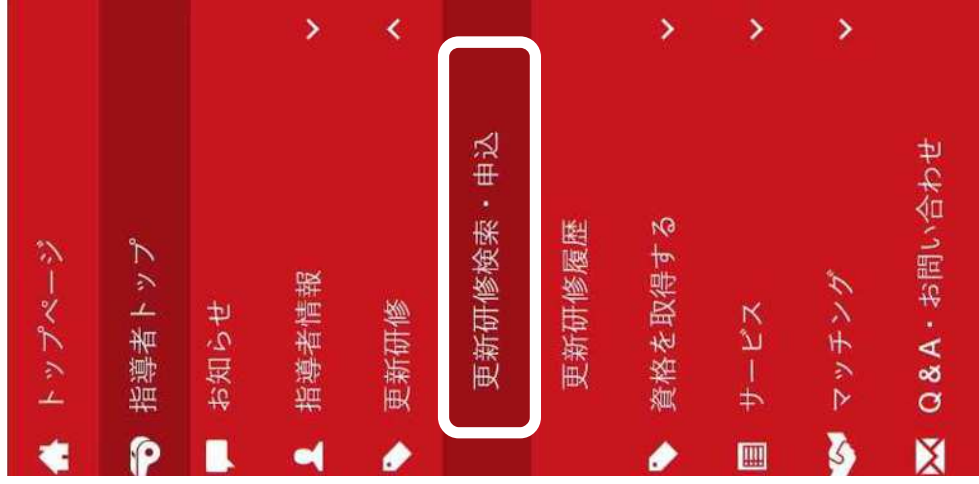 トップページ
指導者トップ
お知らせ
指導者情報
更新研修
更新研修検索・申込
更新研修履歴
資格を取得する
サービス
マッチング
Q & A・お問い合わせ